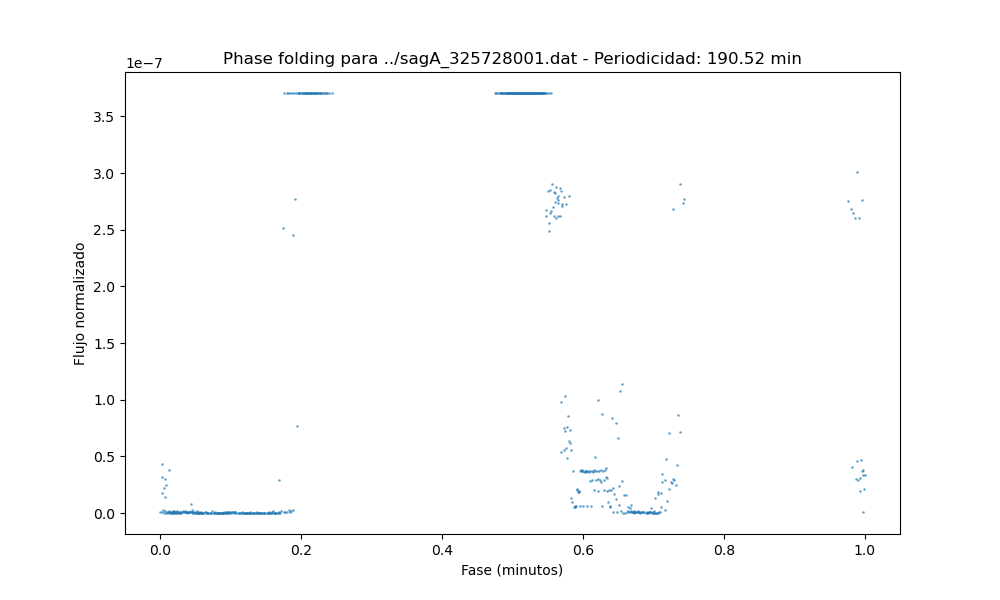 Phase folding para ../sagA_325728001.dat - Periodicidad: 190.52 min
1e−7
3.5
3.0
2.5
2.0
1.5
1.0
0.5
0.0
Flujo normalizado
0.0 0.2 0.4 0.6 0.8 1.0
Fase (minutos)